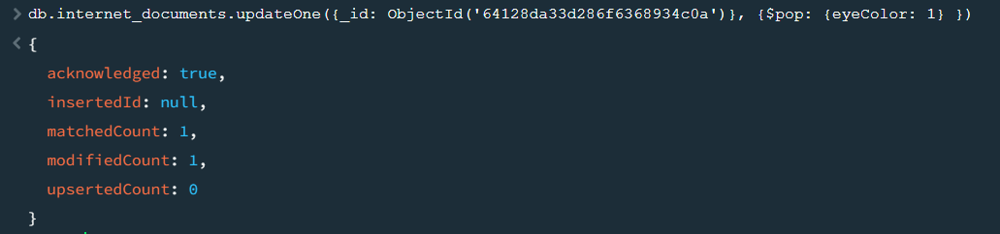 > db.internet_documents.updateOne({_id: ObjectId('64128da33d286f6368934c0a')}, {$pop: {eyeColor: 1} })
< {
acknowledged: true,
insertedId: null,
matchedCount: 1,
modifiedCount: 1,
upsertedCount: 0
}